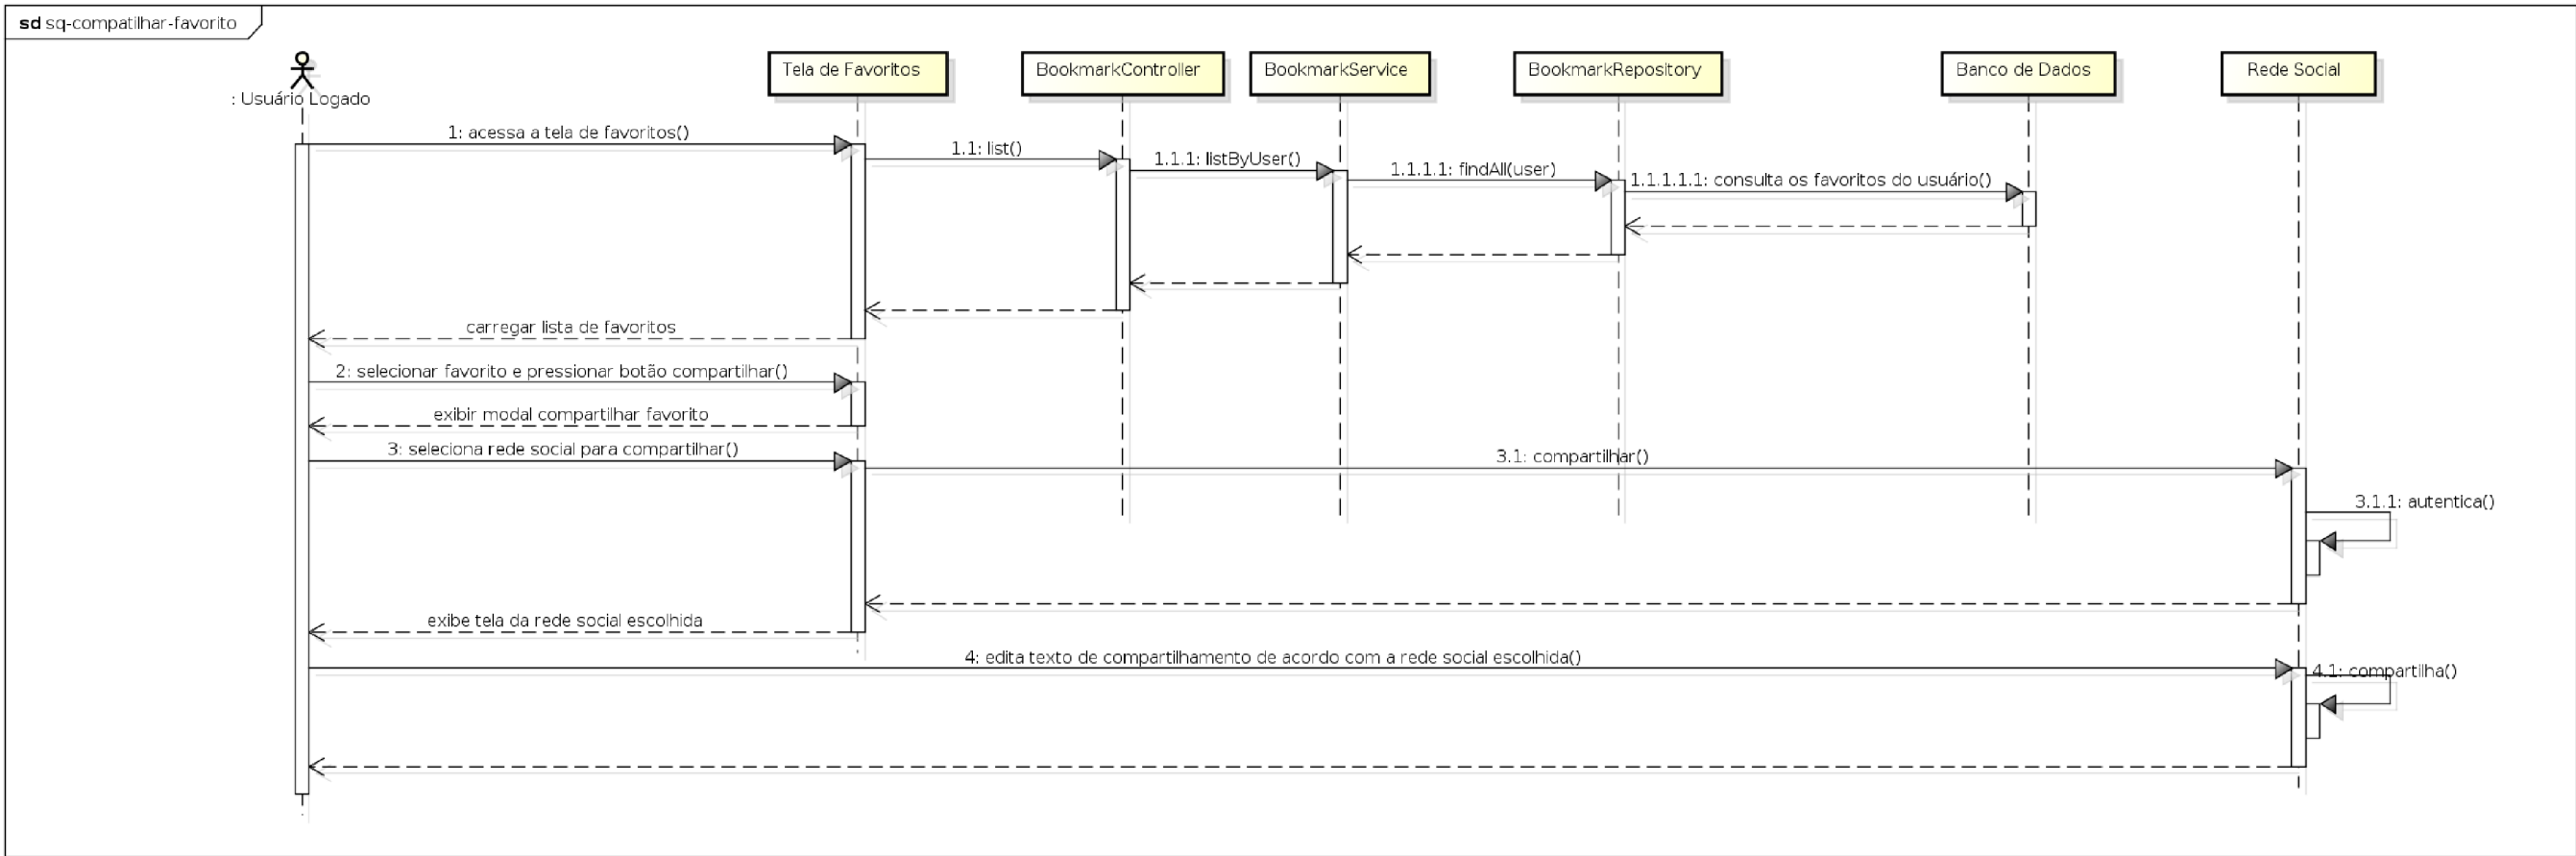 sd sq-compatilhar-favorito
: Usuário Logado
Tela de Favoritos
BookmarkController
BookmarkService
BookmarkRepository
Banco de Dados
Rede Social
1: acessa a tela de favoritos()
1.1: list()
1.1.1: listByUser()
1.1.1.1: findAll(user)
1.1.1.1.1: consulta os favoritos do usuário()
carregar lista de favoritos
2: selecionar favorito e pressionar botão compartilhar()
exibir modal compartilhar favorito
3: seleciona rede social para compartilhar()
3.1: compartilhar()
3.1.1: autentica()
exibe tela da rede social escolhida
4: edita texto de compartilhamento de acordo com a rede social escolhida()
4.1: compartilha()